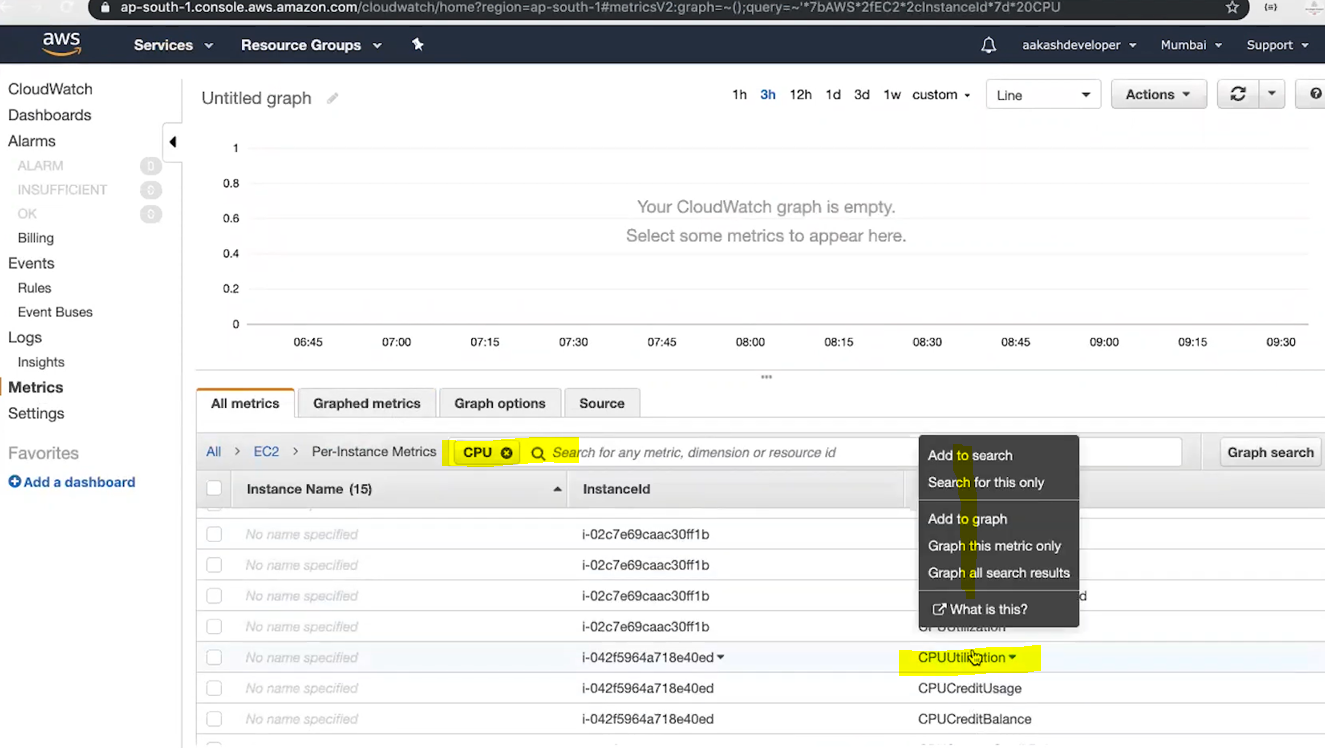 ap-south-1.console.aws.amazon.com/cloudwatch/home?region=ap-south-1#metricsV2:graph=~();query=~'*7bAWS*2fEC2*2cInstanceId*7d*20CPU
aws Services Resource Groups aakashdeveloper Mumbai Support
CloudWatch
Dashboards
Alarms
ALARM 0
INSUFFICIENT 0
OK 0
Billing
Events
Rules
Event Buses
Logs
Insights
Metrics
Settings
Favorites
Add a dashboard
Untitled graph 1h 3h 12h 1d 3d 1w custom Line Actions
1
0.8
0.6
0.4
0.2
0
Your CloudWatch graph is empty.
Select some metrics to appear here.
06:45 07:00 07:15 07:30 07:45 08:00 08:15 08:30 08:45 09:00 09:15 09:30
All metrics Graphed metrics Graph options Source
All > EC2 > Per-Instance Metrics CPU Search for any metric, dimension or resource id Graph search
Instance Name (15) InstanceId
No name specified i-02c7e69caac30ff1b
No name specified i-02c7e69caac30ff1b
No name specified i-02c7e69caac30ff1b
No name specified i-02c7e69caac30ff1b CPUUtilization
No name specified i-042f5964a718e40ed CPUUtilization
No name specified i-042f5964a718e40ed CPUCreditUsage
No name specified i-042f5964a718e40ed CPUCreditBalance
Add to search
Search for this only
Add to graph
Graph this metric only
Graph all search results
What is this?